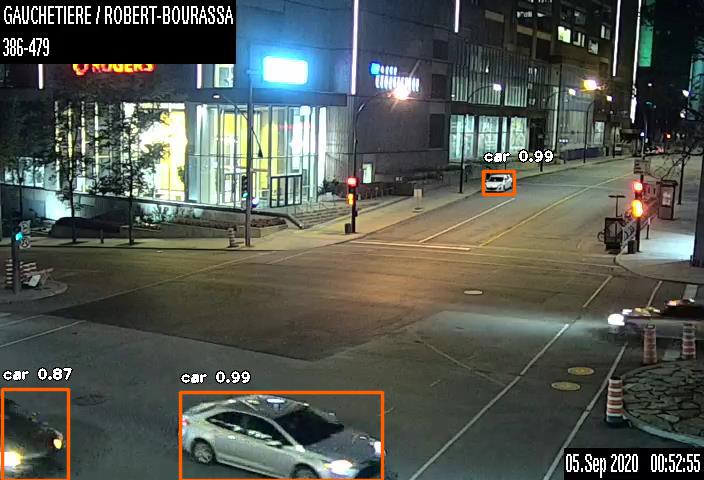 GAUCHETIERE / ROBERT-BOURASSA
386-479
ROGERS
car 0.99
car 0.87
car 0.99
05.Sep 2020 00:52:55